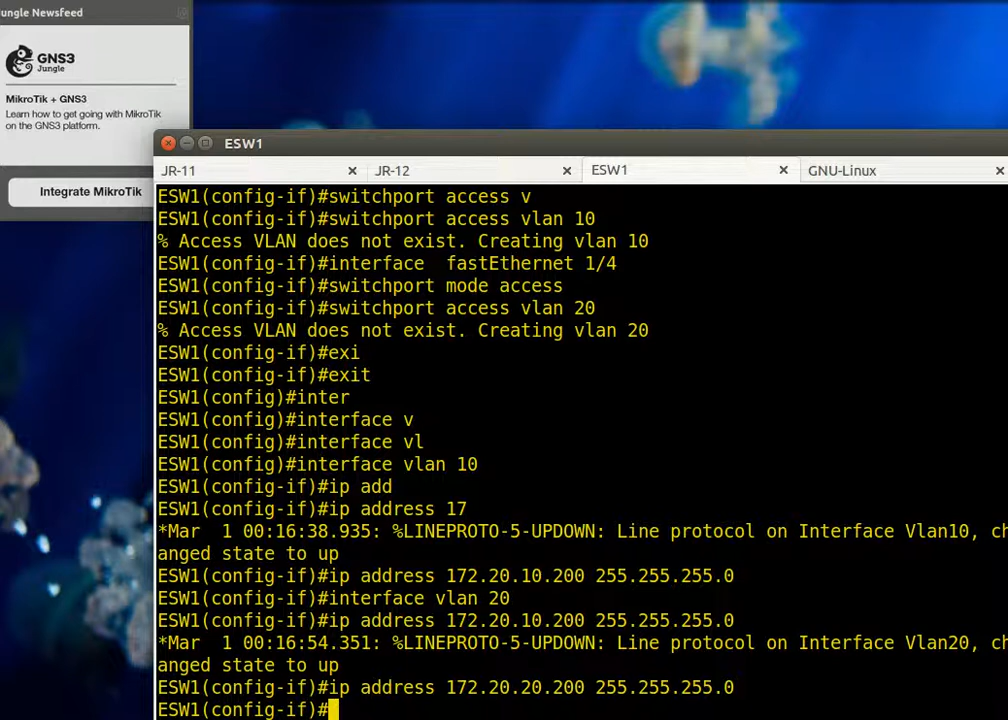 Jungle Newsfeed
GNS3
Jungle
MikroTik + GNS3
Learn how to get going with MikroTik
on the GNS3 platform.
Integrate MikroTik
ESW1
JR-11
JR-12
ESW1
GNU-Linux
ESW1(config-if)#switchport access v
ESW1(config-if)#switchport access vlan 10
% Access VLAN does not exist. Creating vlan 10
ESW1(config-if)#interface  fastEthernet 1/4
ESW1(config-if)#switchport mode access
ESW1(config-if)#switchport access vlan 20
% Access VLAN does not exist. Creating vlan 20
ESW1(config-if)#exi
ESW1(config-if)#exit
ESW1(config)#inter
ESW1(config)#interface v
ESW1(config)#interface vl
ESW1(config)#interface vlan 10
ESW1(config-if)#ip add
ESW1(config-if)#ip address 17
*Mar  1 00:16:38.935: %LINEPROTO-5-UPDOWN: Line protocol on Interface Vlan10, ch
anged state to up
ESW1(config-if)#ip address 172.20.10.200 255.255.255.0
ESW1(config-if)#interface vlan 20
ESW1(config-if)#ip address 172.20.10.200 255.255.255.0
*Mar  1 00:16:54.351: %LINEPROTO-5-UPDOWN: Line protocol on Interface Vlan20, ch
anged state to up
ESW1(config-if)#ip address 172.20.20.200 255.255.255.0
ESW1(config-if)#